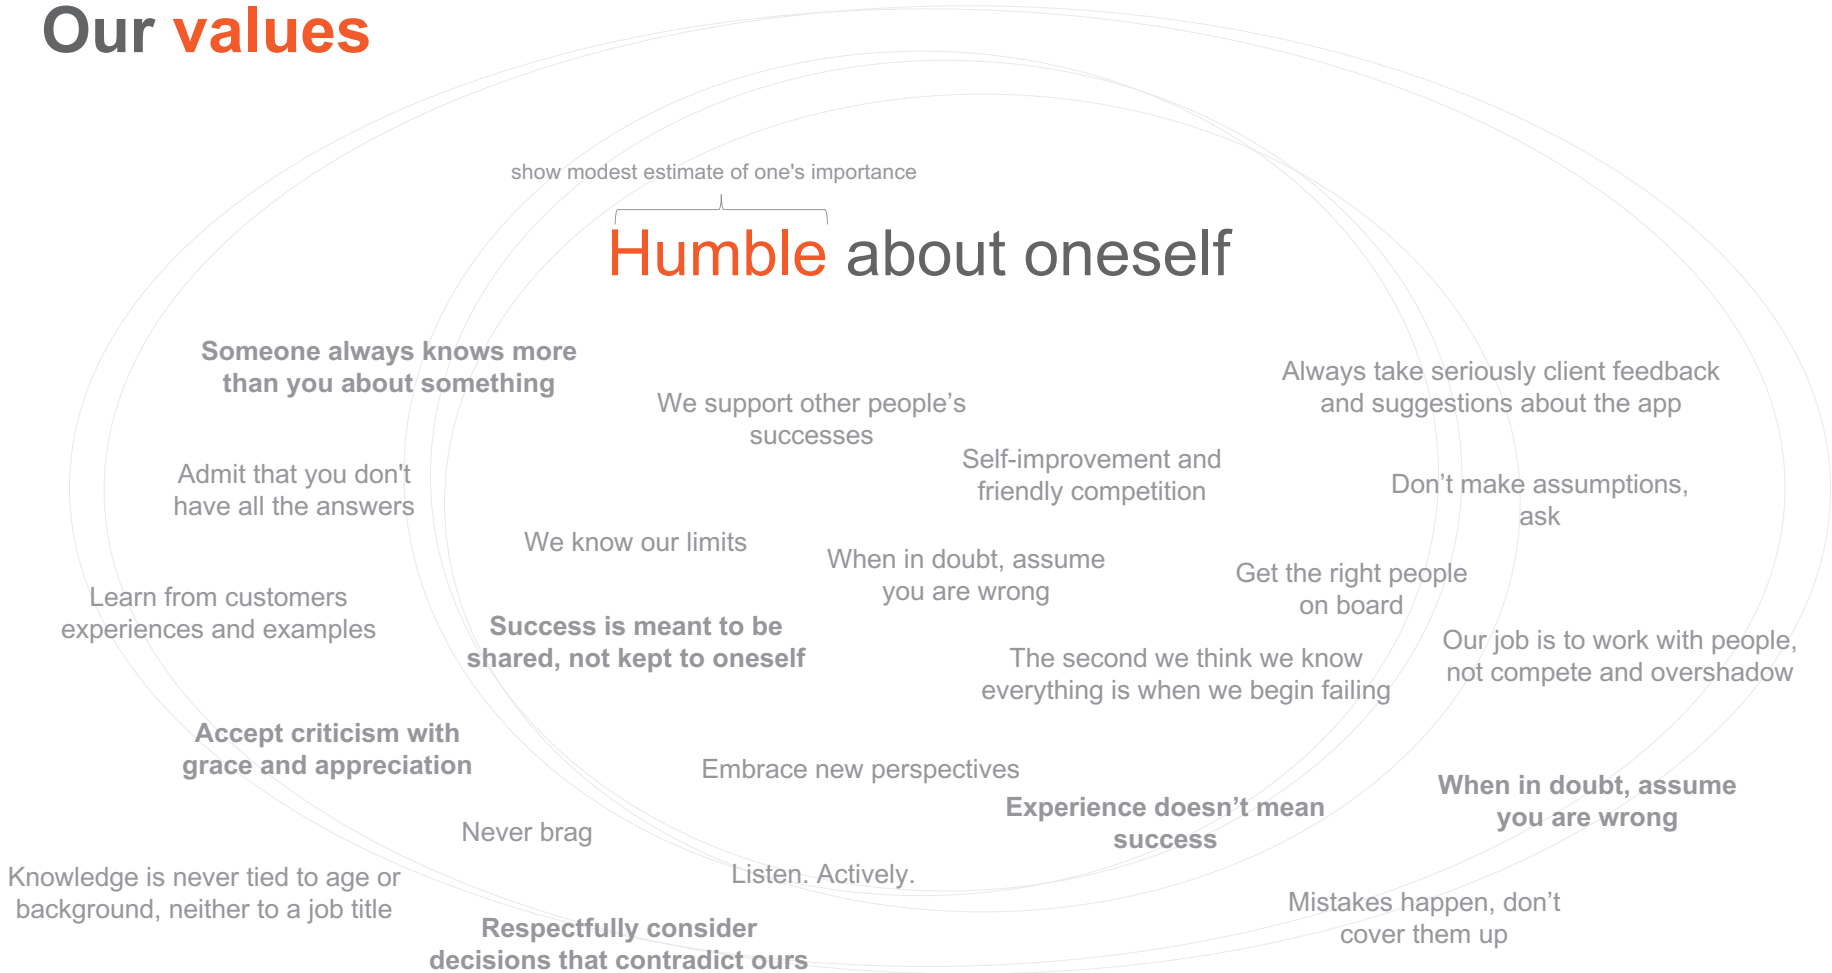 Our values
show modest estimate of one's importance
Humble about oneself
Someone always knows more
than you about something
Always take seriously client feedback
and suggestions about the app
We support other people’s
successes
Self-improvement and
friendly competition
Admit that you don't
have all the answers
Don’t make assumptions,
ask
We know our limits
When in doubt, assume
you are wrong
Get the right people
on board
Learn from customers
experiences and examples
Success is meant to be
shared, not kept to oneself
The second we think we know
everything is when we begin failing
Our job is to work with people,
not compete and overshadow
Accept criticism with
grace and appreciation
Embrace new perspectives
Experience doesn’t mean
success
When in doubt, assume
you are wrong
Never brag
Listen. Actively.
Knowledge is never tied to age or
background, neither to a job title
Respectfully consider
decisions that contradict ours
Mistakes happen, don’t
cover them up